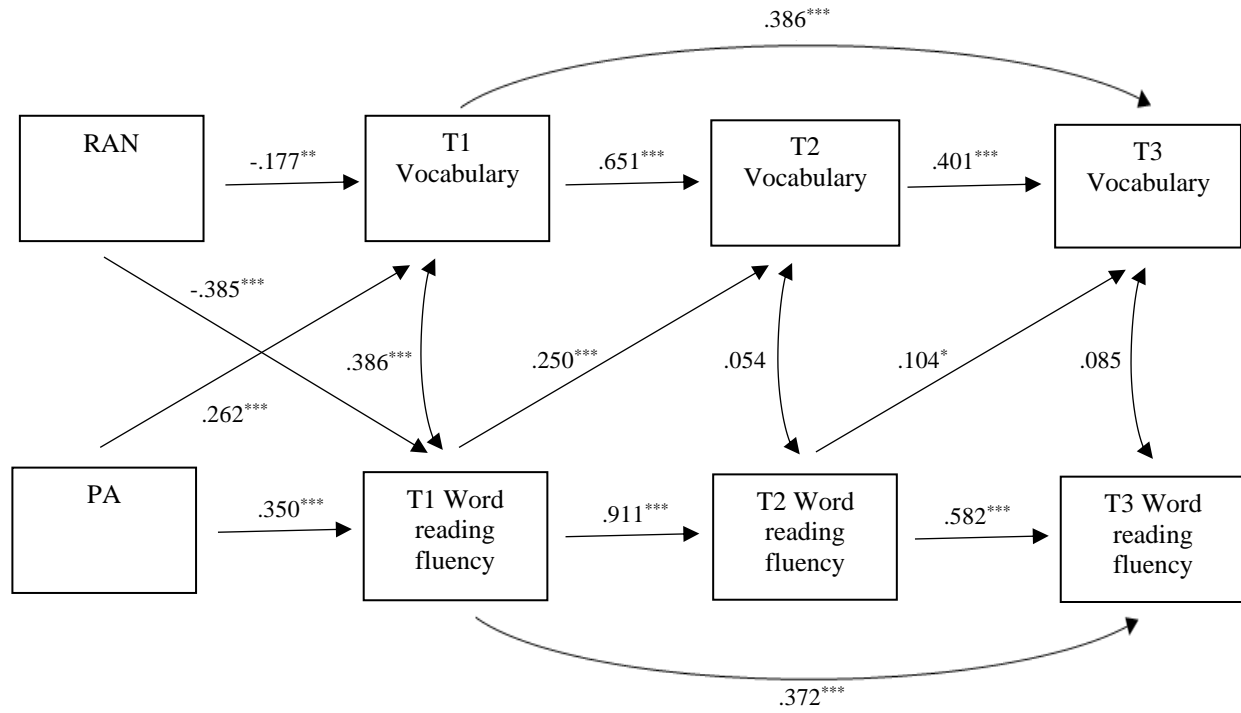 .386***
RAN
T1
Vocabulary
T2
Vocabulary
T3
Vocabulary
-.177**
.651***
.401***
-.385***
.386***
.250***
.054
.104*
.085
.262***
PA
T1 Word
reading
fluency
T2 Word
reading
fluency
T3 Word
reading
fluency
.350***
.911***
.582***
.372***